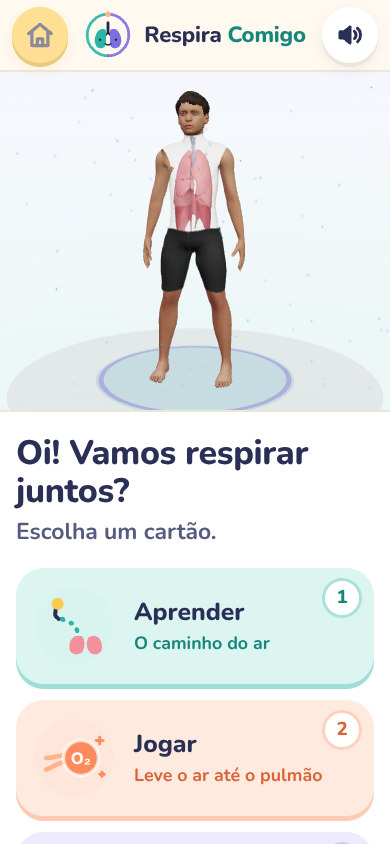 Respira Comigo
Oi! Vamos respirar
juntos?
Escolha um cartão.
1
Aprender
O caminho do ar
2
O₂
Jogar
Leve o ar até o pulmão